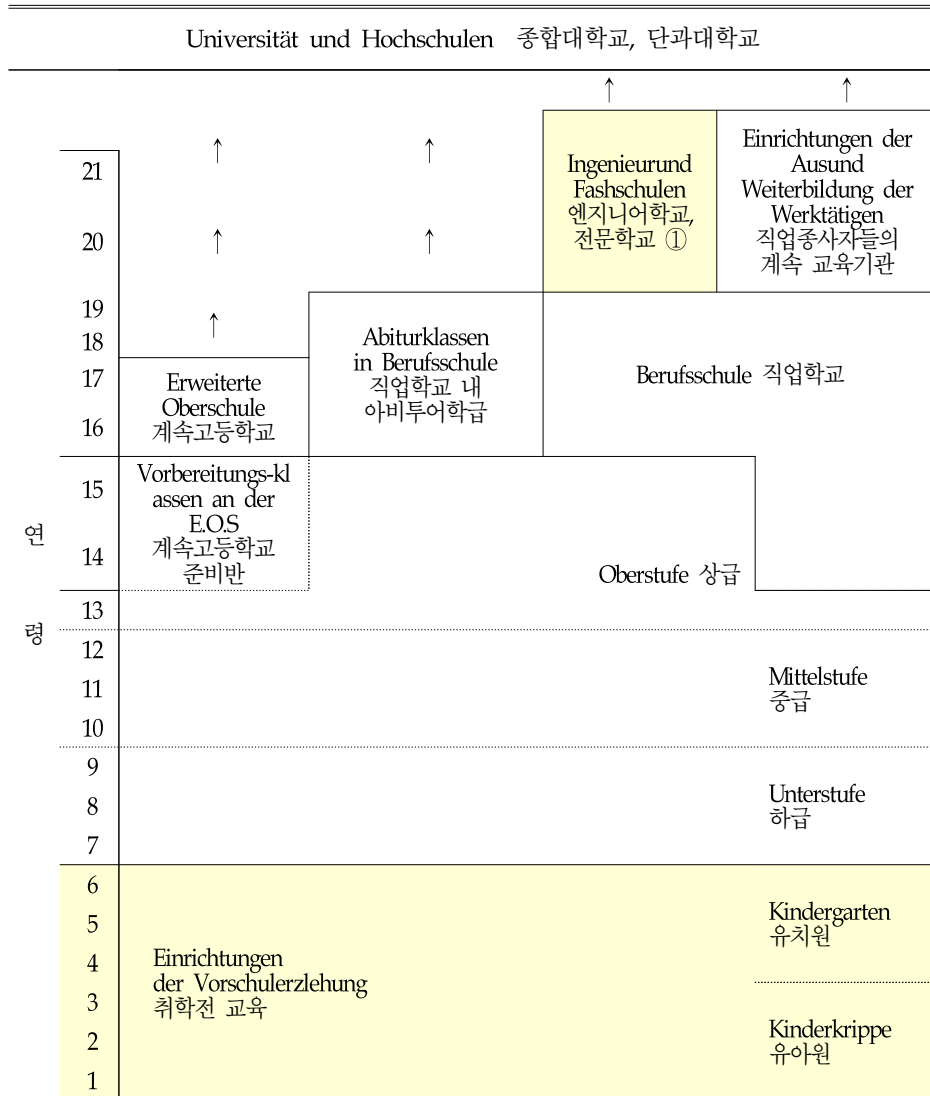 Universität und Hochschulen 종합대학교, 단과대학교
↑ ↑
↑ ↑
21
Ingenieurund
Fashschulen
엔지니어학교,
전문학교 ①
Einrichtungen der
Ausund
Weiterbildung der
Werktätigen
직업종사자들의
계속 교육기관
20
↑ ↑
19
18
↑
Abiturklassen
in Berufsschule
직업학교 내
아비투어학급
Berufsschule 직업학교
17
16
Erweiterte
Oberschule
계속고등학교
15
14
Vorbereitungs-kl
assen an der
E.O.S
계속고등학교
준비반
Oberstufe 상급
연
령
13
12
11
10
Mittelstufe
중급
9
8
7
Unterstufe
하급
6
5
4
3
2
1
Einrichtungen
der Vorschulerzlehung
취학전 교육
Kindergarten
유치원
Kinderkrippe
유아원